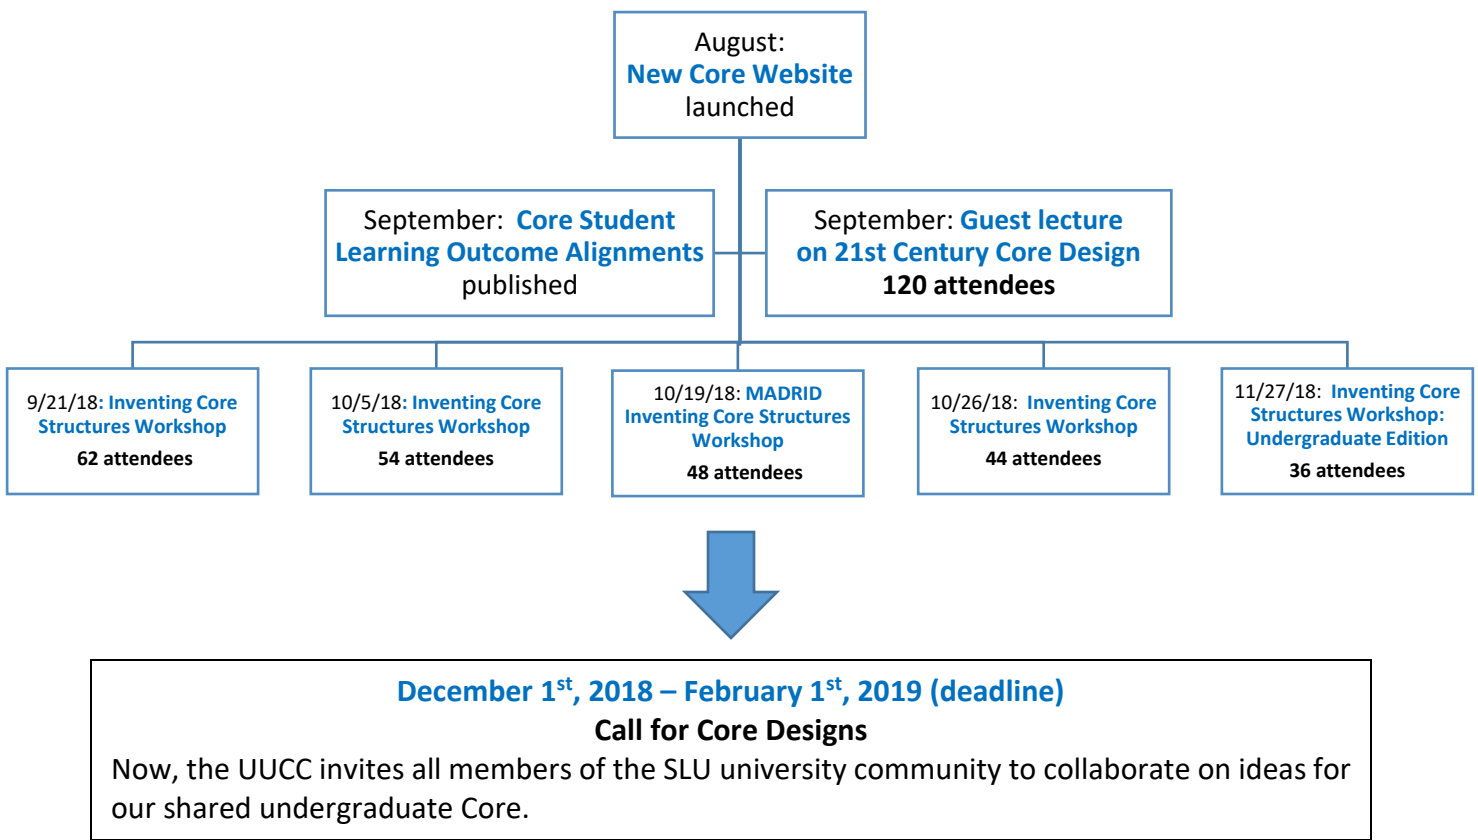 August:
New Core Website
launched
September: Core Student
Learning Outcome Alignments
published
September: Guest lecture
on 21st Century Core Design
120 attendees
9/21/18: Inventing Core
Structures Workshop
62 attendees
10/5/18: Inventing Core
Structures Workshop
54 attendees
10/19/18: MADRID
Inventing Core Structures
Workshop
48 attendees
10/26/18: Inventing Core
Structures Workshop
44 attendees
11/27/18: Inventing Core
Structures Workshop:
Undergraduate Edition
36 attendees
December 1st, 2018 – February 1st, 2019 (deadline)
Call for Core Designs
Now, the UUCC invites all members of the SLU university community to collaborate on ideas for
our shared undergraduate Core.